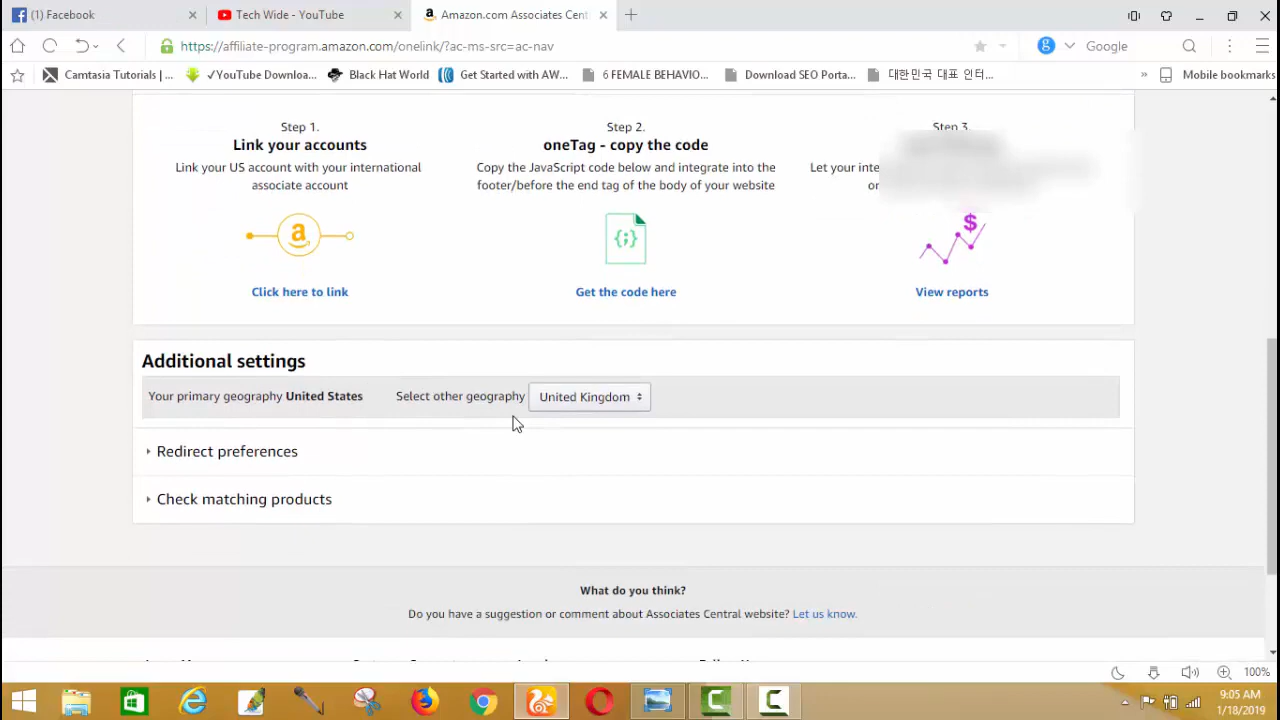 (1) Facebook
Tech Wide - YouTube
Amazon.com Associates Cent
https://affiliate-program.amazon.com/onelink/?ac-ms-src=ac-nav
Google
Camtasia Tutorials | ...
✓YouTube Downloa...
Black Hat World
Get Started with AW...
6 FEMALE BEHAVIO...
Download SEO Porta...
대한민국 대표 인터...
Mobile bookmarks
Step 1.
Link your accounts
Link your US account with your international
associate account
Click here to link
Step 2.
oneTag - copy the code
Copy the JavaScript code below and integrate into the
footer/before the end tag of the body of your website
Get the code here
Step 3.
Let your inte
View reports
Additional settings
Your primary geography United States
Select other geography
United Kingdom
Redirect preferences
Check matching products
What do you think?
Do you have a suggestion or comment about Associates Central website? Let us know.
100%
9:05 AM
1/18/2019